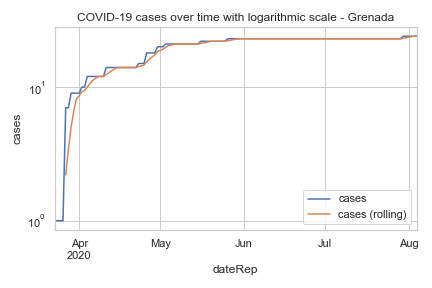 COVID-19 cases over time with logarithmic scale - Grenada
cases
10¹
10⁰
Apr
2020
May
Jun
Jul
Aug
dateRep
cases
cases (rolling)